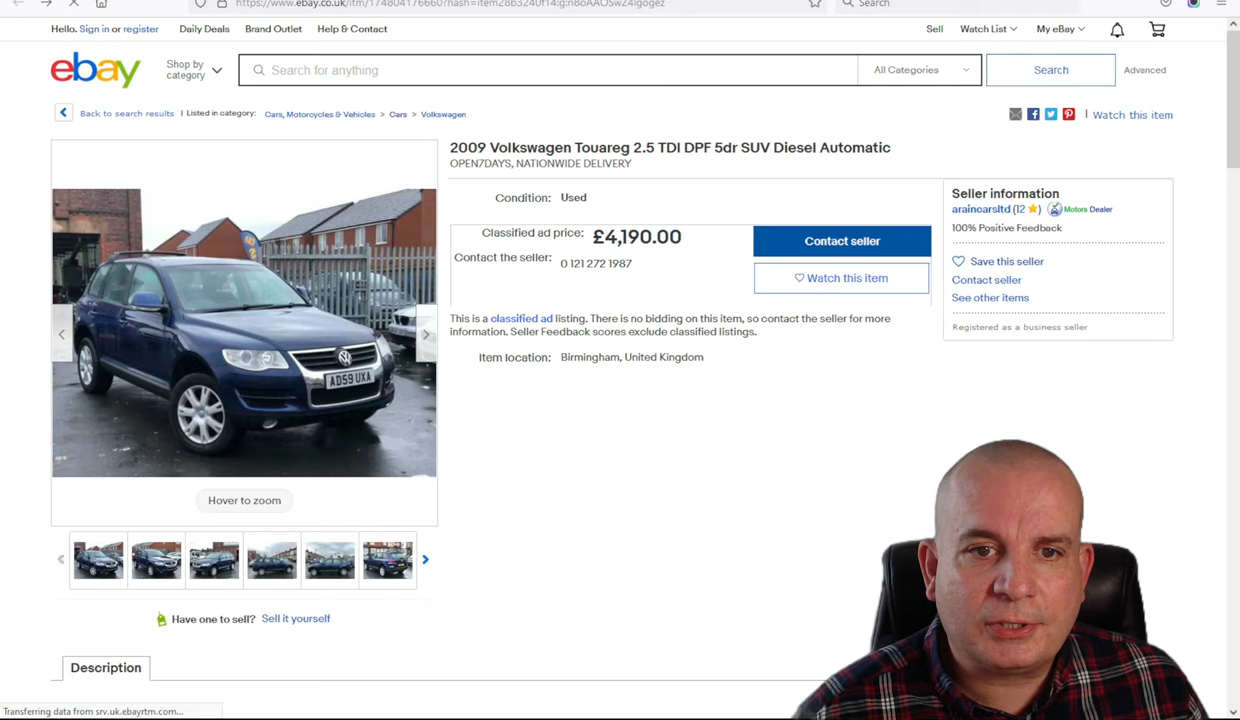 Hello. Sign in or register
Daily Deals
Brand Outlet
Help & Contact
Sell
Watch List
My eBay
Search
ebay
Shop by
category
Search for anything
All Categories
Search
Advanced
Back to search results
Listed in category:
Cars, Motorcycles & Vehicles > Cars > Volkswagen
Watch this item
2009 Volkswagen Touareg 2.5 TDI DPF 5dr SUV Diesel Automatic
OPEN7DAYS, NATIONWIDE DELIVERY
Condition: Used
Classified ad price: £4,190.00
Contact the seller: 0 121 272 1987
Contact seller
Watch this item
This is a classified ad listing. There is no bidding on this item, so contact the seller for more
information. Seller Feedback scores exclude classified listings.
Item location: Birmingham, United Kingdom
Seller information
araincarsltd (12) Motors Dealer
100% Positive Feedback
Save this seller
Contact seller
See other items
Registered as a business seller
AD59 UXA
Hover to zoom
Have one to sell? Sell it yourself
Description
Transferring data from srv.uk.ebayrtm.com...